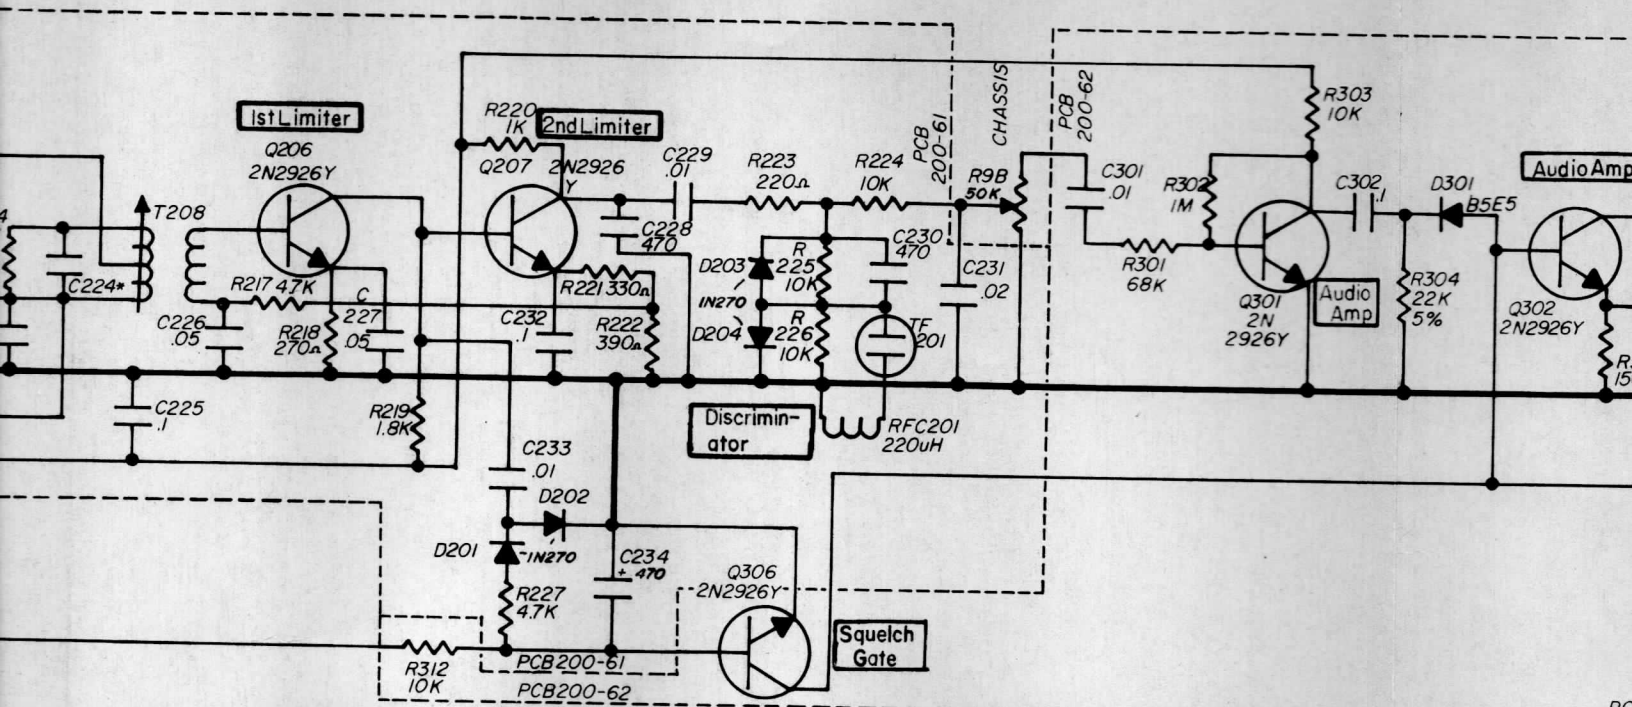 1st Limiter
Q206
2N2926Y
T208
C224*
R217 4.7K
C226
.05
R218
270Ω
C
227
.05
C225
.1
R219
1.8K
R220
1K
2nd Limiter
Q207
2N2926
Y
C229
.01
C228
470
R221 330Ω
C232
.1
R222
390Ω
R223
220Ω
R224
10K
D203
1N270
D204
R
225
10K
R
226
10K
C230
470
TF
201
C231
.02
Discrimin-
ator
RFC201
220uH
PCB
200-61
CHASSIS
PCB
200-62
R9B
50K
C301
.01
R302
1M
R301
68K
R303
10K
Q301
2N
2926Y
Audio
Amp
C302
.1
D301
B5E5
R304
22K
5%
Audio Amp
Q302
2N2926Y
C233
.01
D202
D201
1N270
C234
+ 470
R227
4.7K
R312
10K
PCB200-61
PCB200-62
Q306
2N2926Y
Squelch
Gate